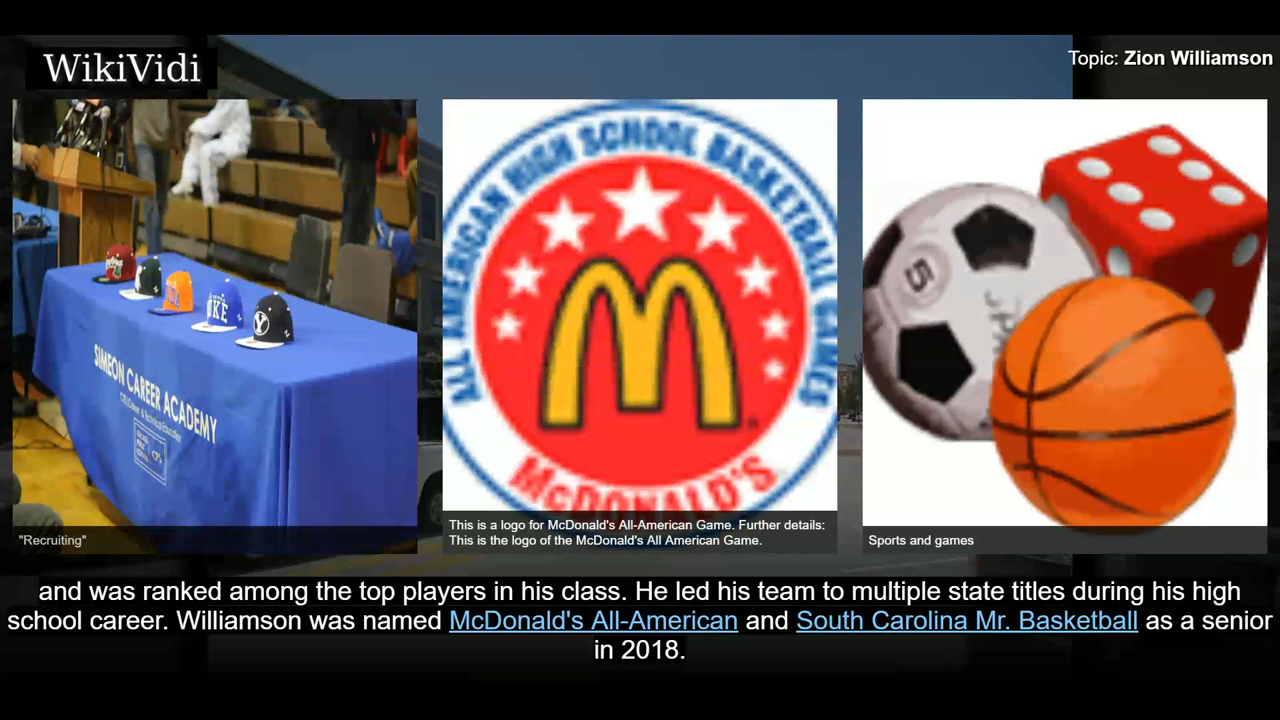 WikiVidi
Topic: Zion Williamson
SIMEON CAREER ACADEMY
UKE
Y
ALL AMERICAN HIGH SCHOOL BASKETBALL GAMES
M
McDONALD'S
5
"Recruiting"
This is a logo for McDonald's All-American Game. Further details:
This is the logo of the McDonald's All American Game.
Sports and games
and was ranked among the top players in his class. He led his team to multiple state titles during his high
school career. Williamson was named McDonald's All-American and South Carolina Mr. Basketball as a senior
in 2018.